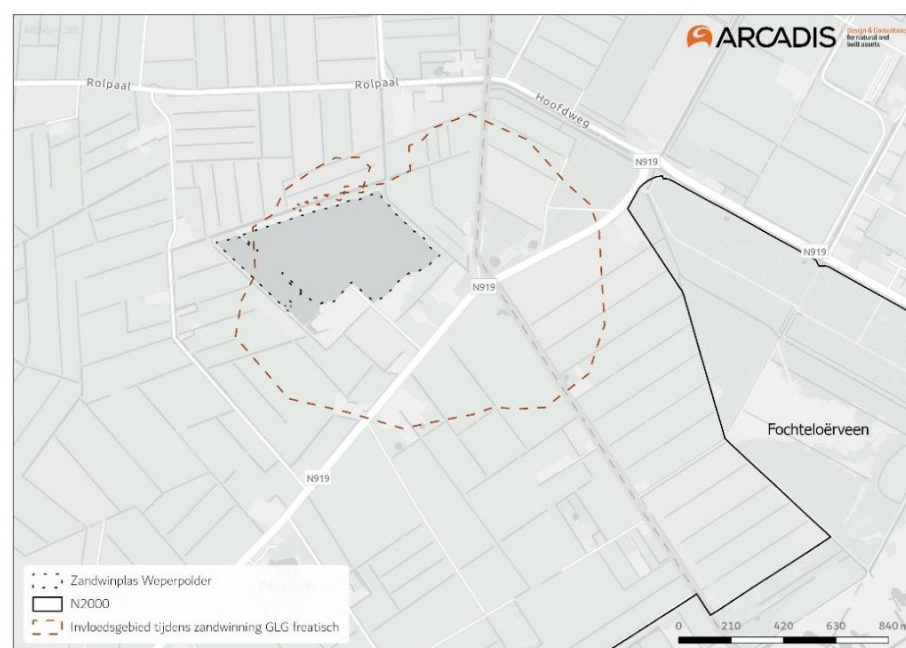 ARCADIS
Design & Consultancy
for natural and
built assets
Rolpaal
Rolpaal
Hoofdweg
N919
N919
N919
Fochteloërveen
N919
Zandwinplas Weperpolder
N2000
Invloedsgebied tijdens zandwinning GLG freatisch
0 210 420 630 840 m